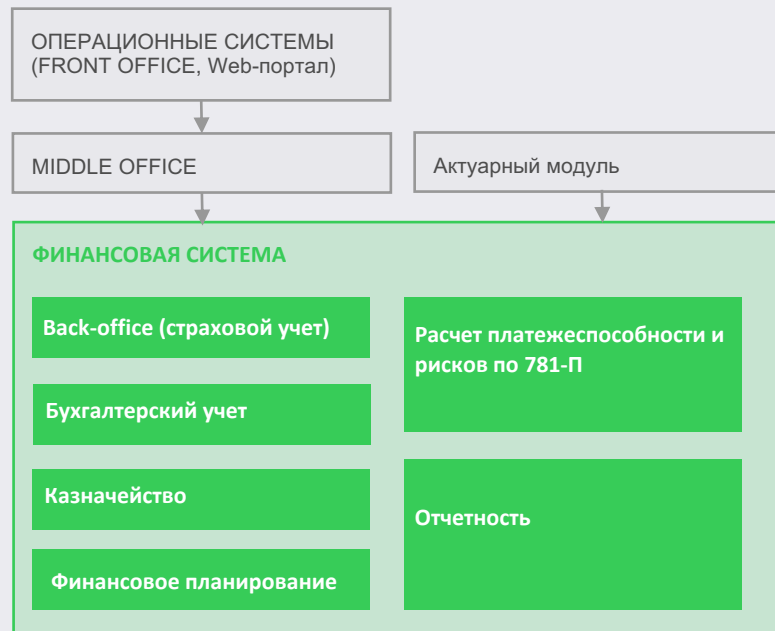 ОПЕРАЦИОННЫЕ СИСТЕМЫ
(FRONT OFFICE, Web-портал)
MIDDLE OFFICE
Актуарный модуль
ФИНАНСОВАЯ СИСТЕМА
Back-office (страховой учет)
Бухгалтерский учет
Казначейство
Финансовое планирование
Расчет платежеспособности и
рисков по 781-П
Отчетность